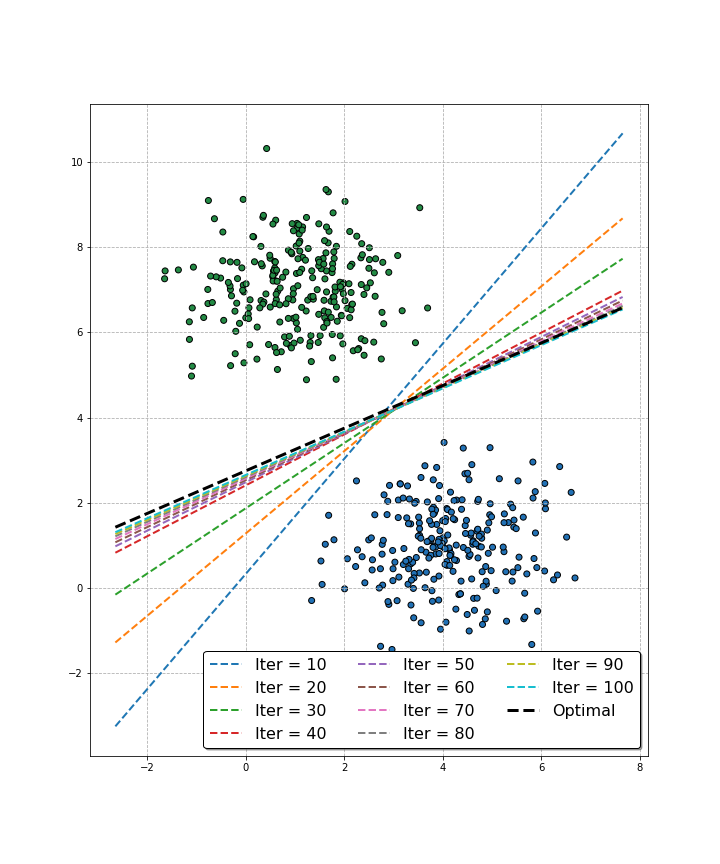 10
8
6
4
2
0
−2
Iter = 10 Iter = 50 Iter = 90
Iter = 20 Iter = 60 Iter = 100
Iter = 30 Iter = 70 Optimal
Iter = 40 Iter = 80
−2 0 2 4 6 8